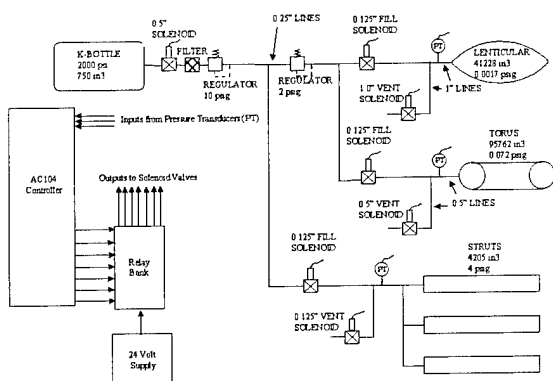 0 5" SOLENOID
FILTER
K-BOTTLE
2000 psi
750 in3
REGULATOR
10 psig
0 25" LINES
REGULATOR
2 psig
0 125" FILL
SOLENOID
PT
LENTICULAR
41228 in3
0 0017 psig
1 0" VENT
SOLENOID
1" LINES
Inputs from Pressure Transducers (PT)
AC104
Controller
Outputs to Solenoid Valves
Relay
Bank
24 Volt
Supply
0 125" FILL
SOLENOID
PT
TORUS
95762 in3
0 072 psig
0 5" VENT
SOLENOID
0 5" LINES
0 125" FILL
SOLENOID
PT
STRUTS
4205 in3
4 psig
0 125" VENT
SOLENOID